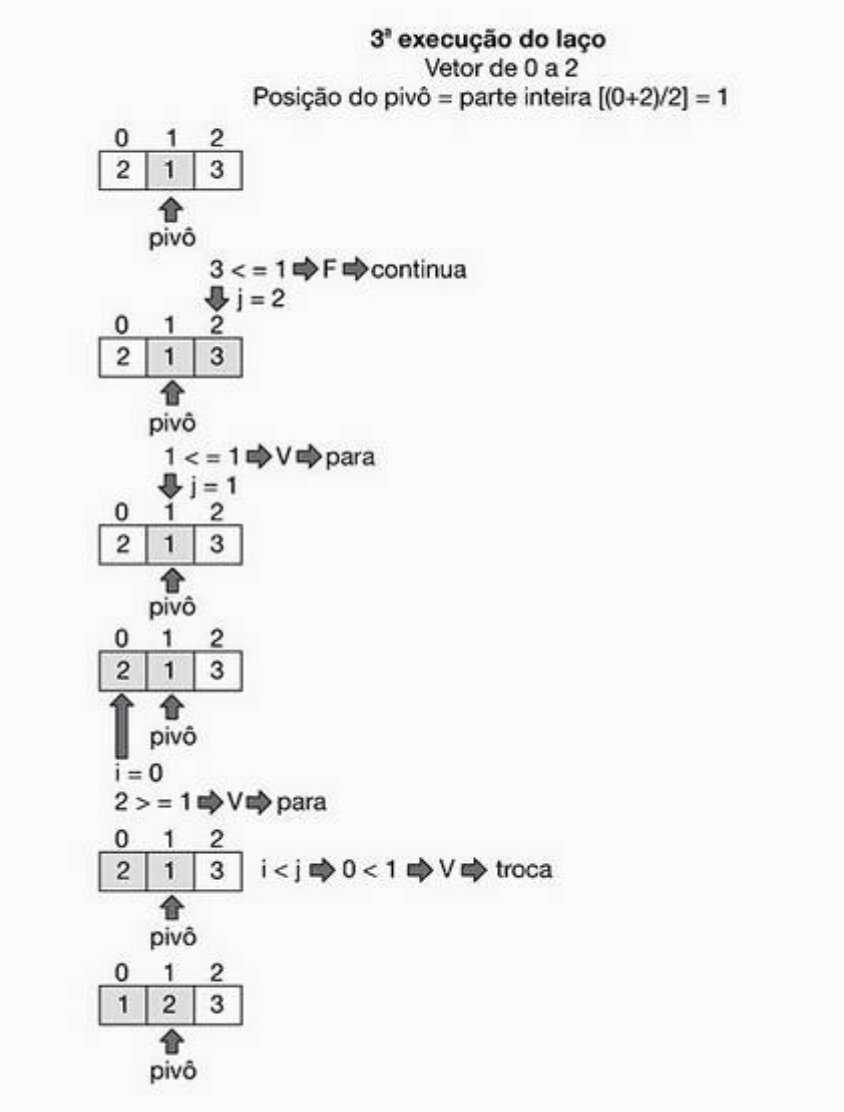 3ª execução do laço
Vetor de 0 a 2
Posição do pivô = parte inteira [(0+2)/2] = 1
0 1 2
2 1 3
pivô
3 < = 1 ➡ F ➡ continua
j = 2
0 1 2
2 1 3
pivô
1 < = 1 ➡ V ➡ para
j = 1
0 1 2
2 1 3
pivô
0 1 2
2 1 3
pivô
i = 0
2 > = 1 ➡ V ➡ para
0 1 2
2 1 3 i < j ➡ 0 < 1 ➡ V ➡ troca
pivô
0 1 2
1 2 3
pivô